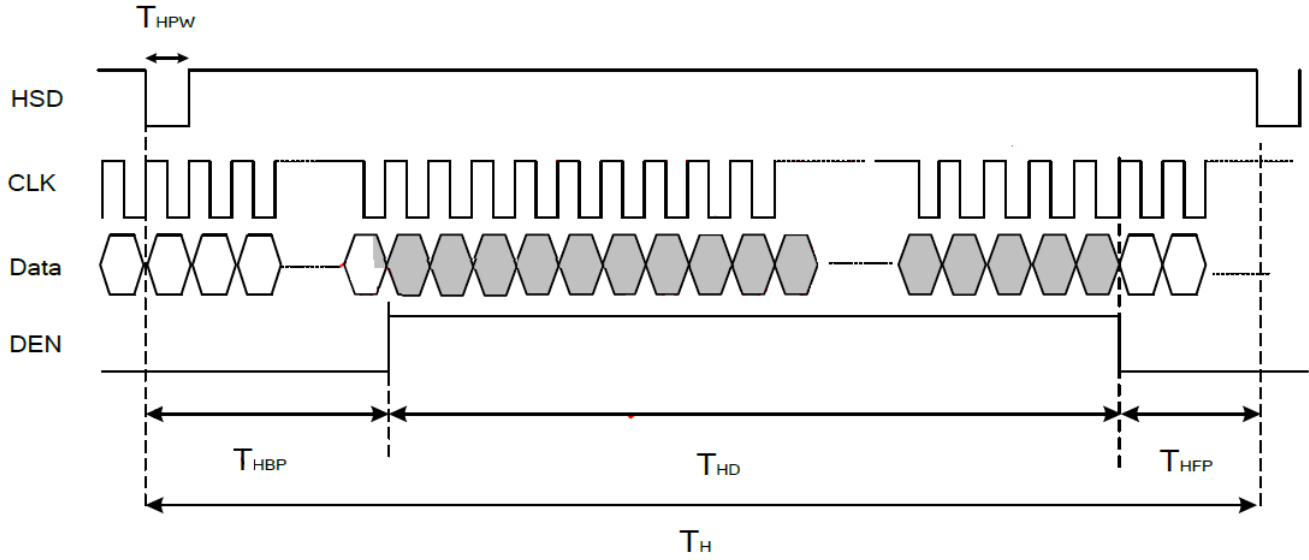 THPW
HSD
CLK
Data
DEN
THBP
THD
THFP
TH